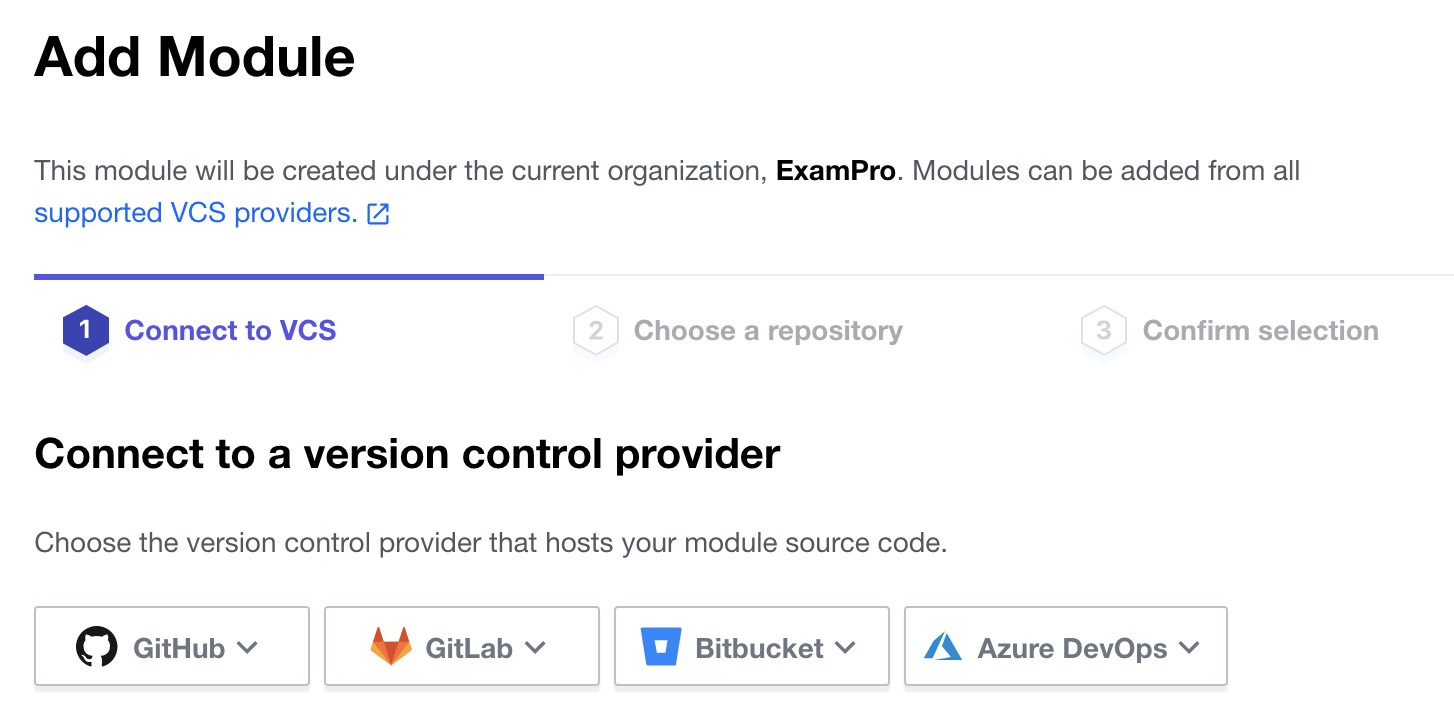 Add Module
This module will be created under the current organization, ExamPro. Modules can be added from all
supported VCS providers.
1 Connect to VCS
2 Choose a repository
3 Confirm selection
Connect to a version control provider
Choose the version control provider that hosts your module source code.
GitHub
GitLab
Bitbucket
Azure DevOps